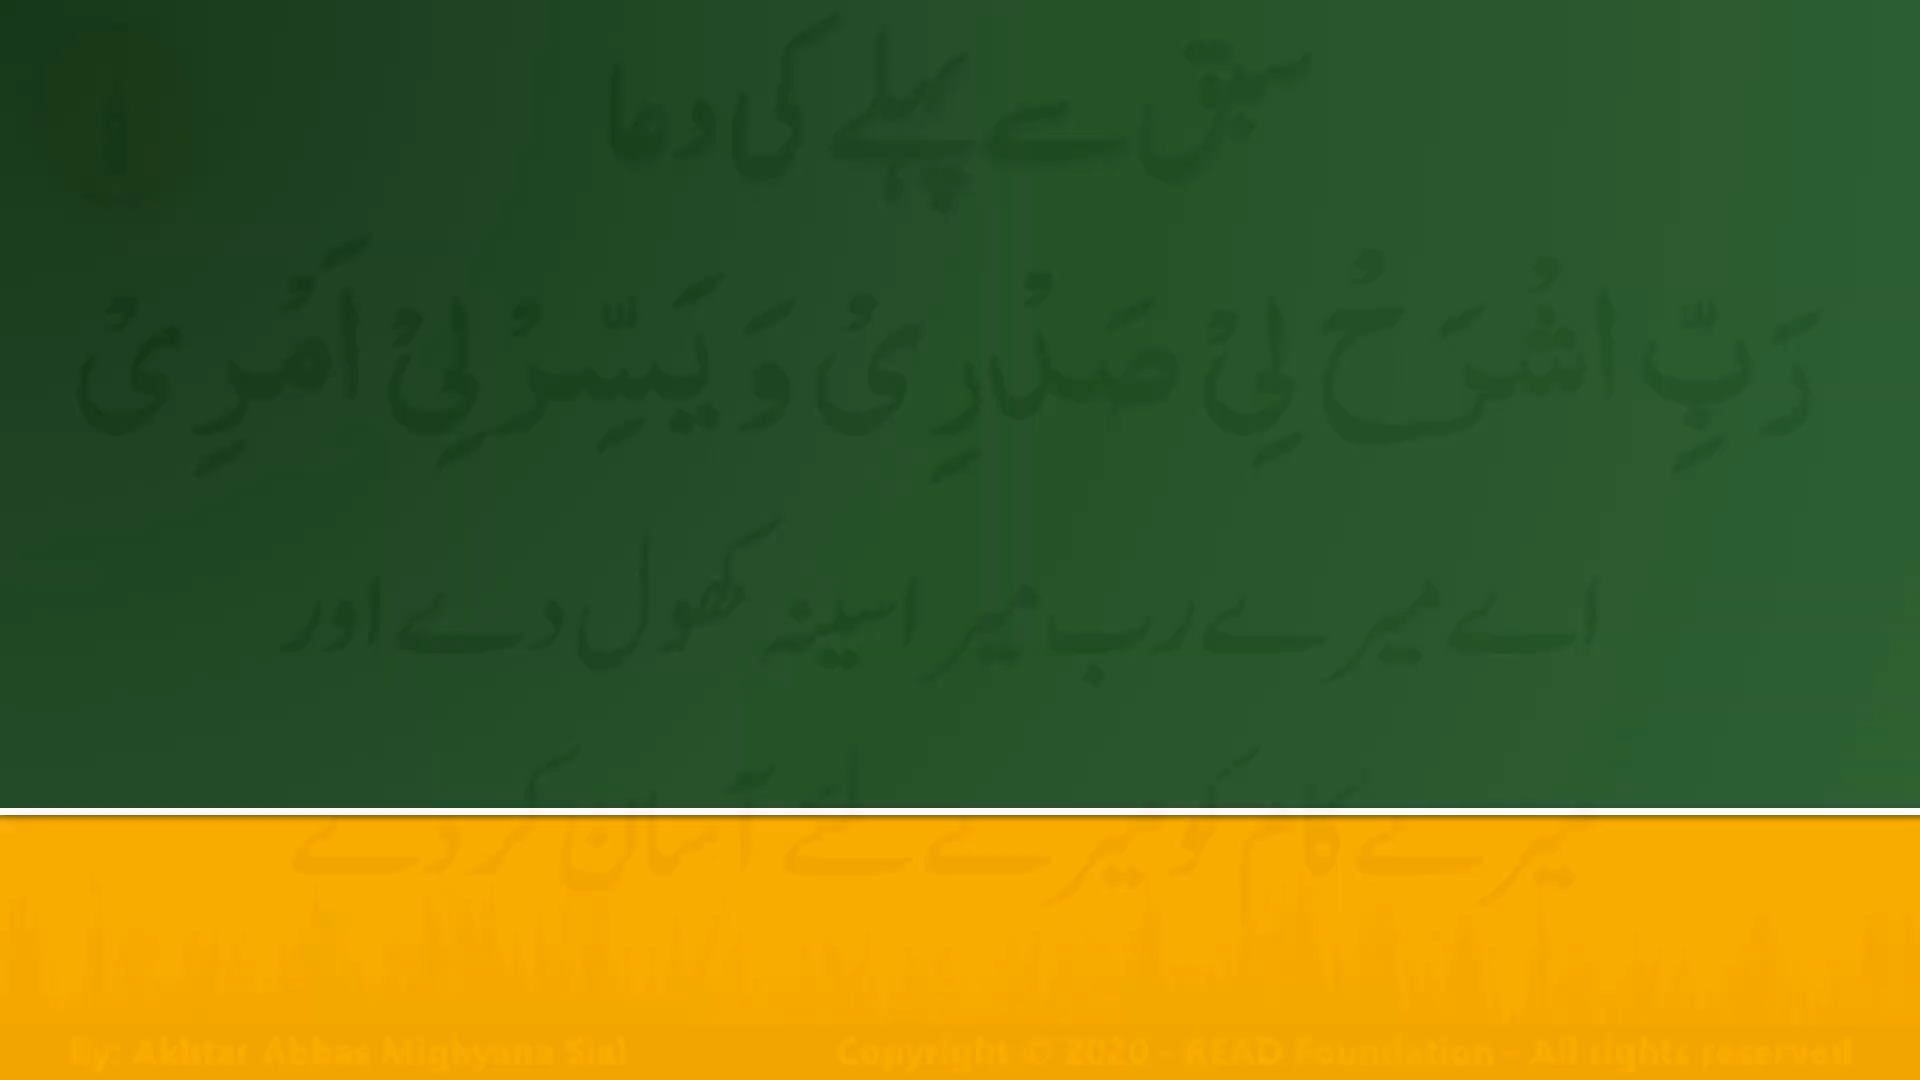 سبق سے پہلے کی دعا
رَبِّ اشْرَحْ لِیْ صَدْرِیْ وَ یَسِّرْ لِیْ اَمْرِیْ
اے میرے رب میرا سینہ کھول دے اور
میرے کام کو میرے لئے آسان کر دے
By: Akhtar Abbas Mighyana Sial
Copyright © 2020 - READ Foundation - All rights reserved